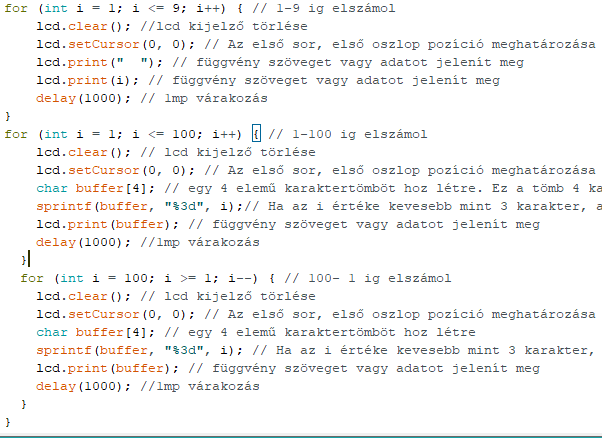 for (int i = 1; i <= 9; i++) { // 1-9 ig elszámol
lcd.clear(); //lcd kijelző törlése
lcd.setCursor(0, 0); // Az első sor, első oszlop pozíció meghatározása
lcd.print("  "); // függvény szöveget vagy adatot jelenít meg
lcd.print(i); // függvény szöveget vagy adatot jelenít meg
delay(1000); // 1mp várakozás
}
for (int i = 1; i <= 100; i++) { // 1-100 ig elszámol
lcd.clear(); // lcd kijelző törlése
lcd.setCursor(0, 0); // Az első sor, első oszlop pozíció meghatározása
char buffer[4]; // egy 4 elemű karaktertömböt hoz létre. Ez a tömb 4 ka
sprintf(buffer, "%3d", i);// Ha az i értéke kevesebb mint 3 karakter, a
lcd.print(buffer); // függvény szöveget vagy adatot jelenít meg
delay(1000); //1mp várakozás
}
for (int i = 100; i >= 1; i--) { // 100- 1 ig elszámol
lcd.clear(); // lcd kijelző törlése
lcd.setCursor(0, 0); // Az első sor, első oszlop pozíció meghatározása
char buffer[4]; // egy 4 elemű karaktertömböt hoz létre
sprintf(buffer, "%3d", i); // Ha az i értéke kevesebb mint 3 karakter,
lcd.print(buffer); // függvény szöveget vagy adatot jelenít meg
delay(1000); //1mp várakozás
}
}